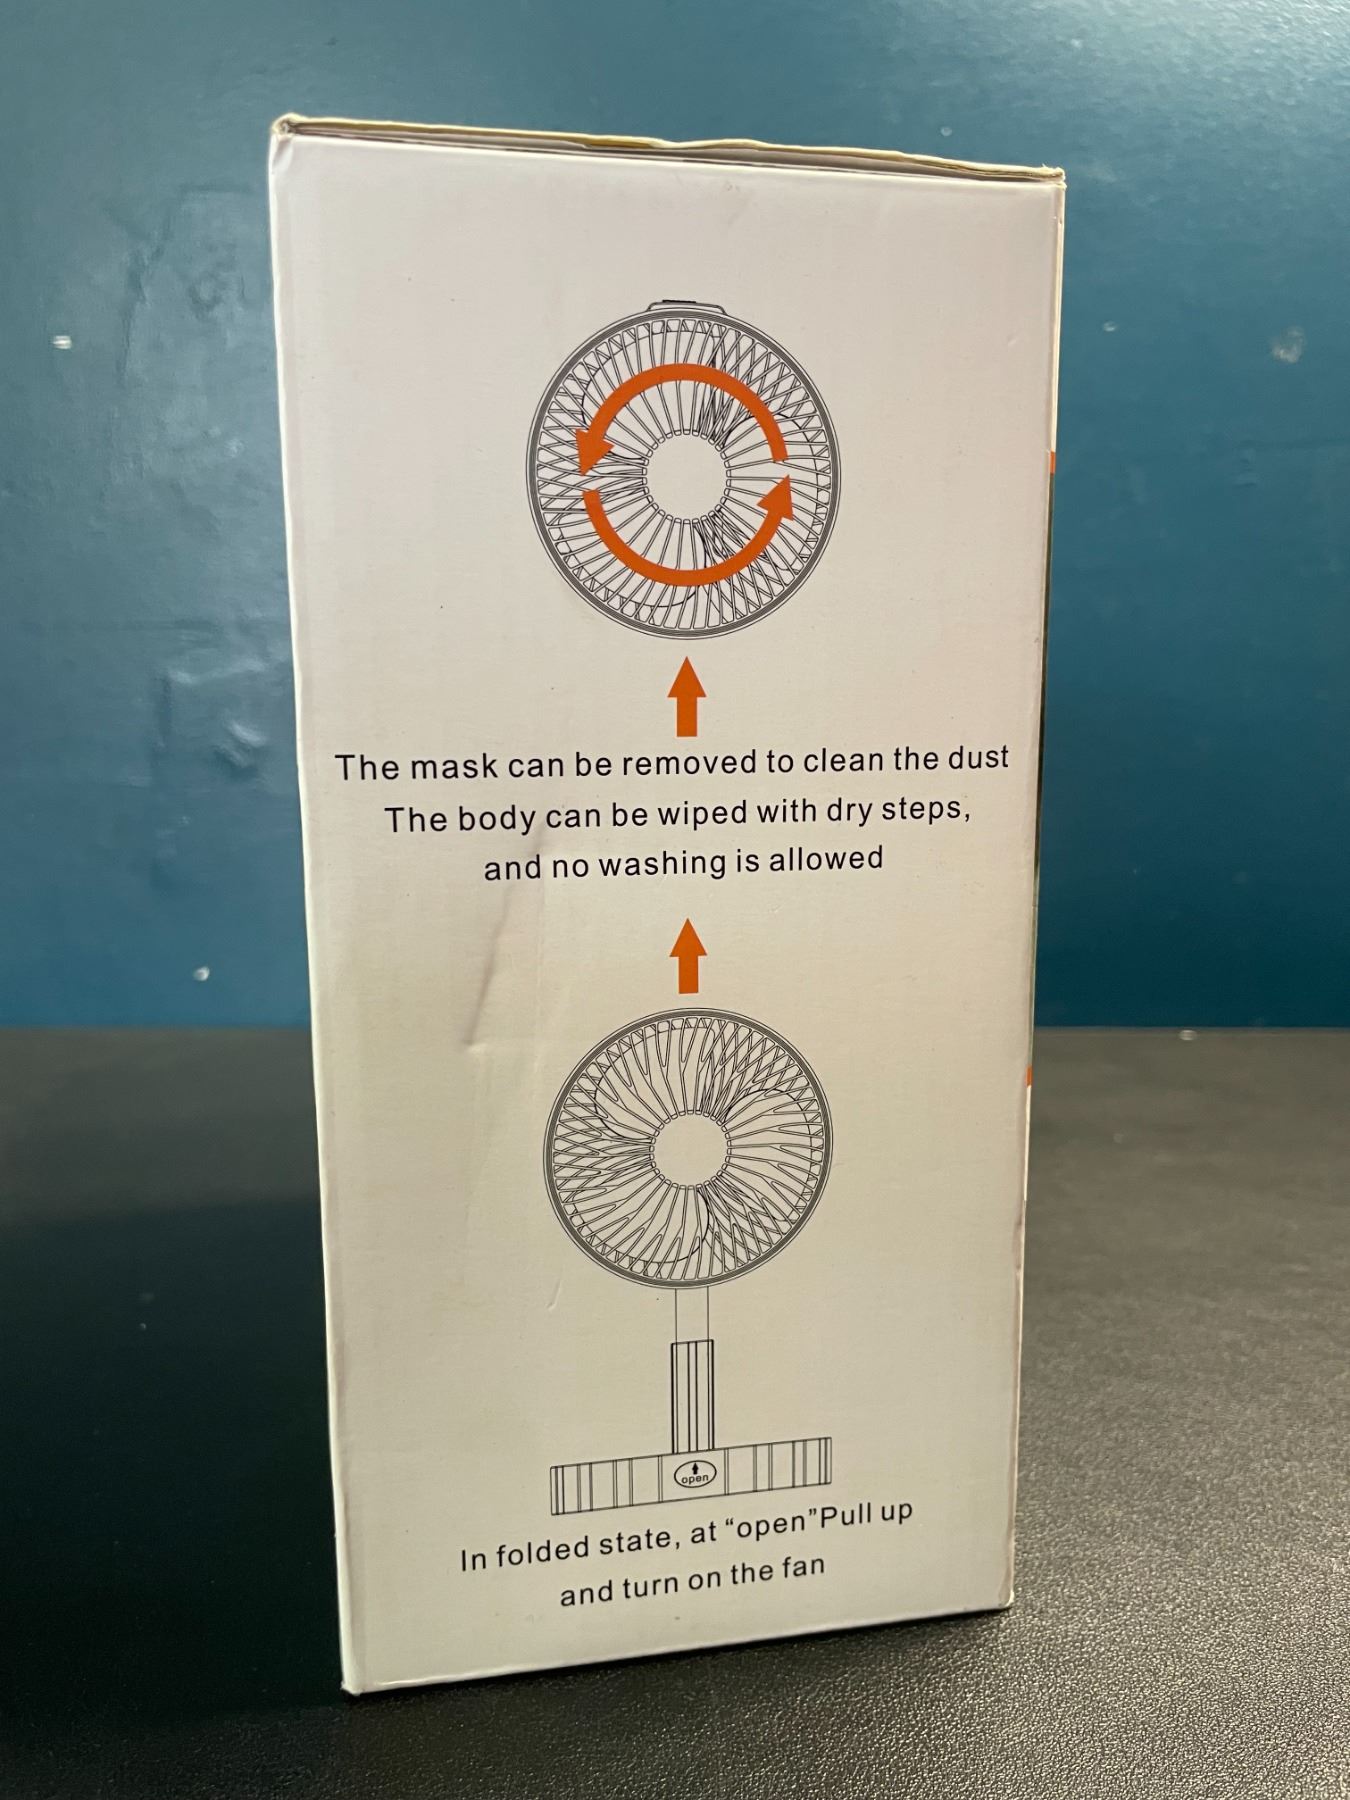 The mask can be removed to clean the dust
The body can be wiped with dry steps,
and no washing is allowed
open
In folded state, at “open”Pull up
and turn on the fan